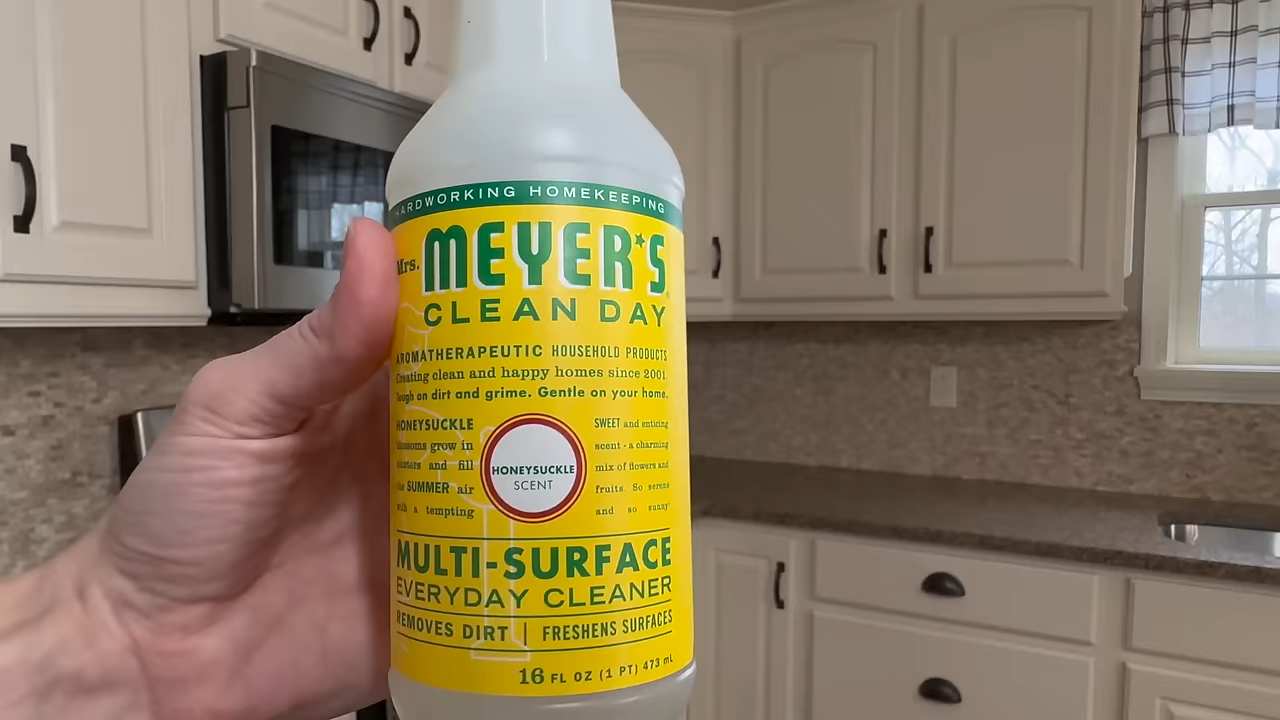 HARDWORKING HOMEKEEPING
Mrs. MEYER'S
CLEAN DAY
AROMATHERAPEUTIC HOUSEHOLD PRODUCTS
Creating clean and happy homes since 2001.
Tough on dirt and grime. Gentle on your home.
HONEYSUCKLE
blossoms grow in
clusters and fill
the SUMMER air
with a tempting
HONEYSUCKLE
SCENT
SWEET and enticing
scent - a charming
mix of flowers and
fruits. So serene
and so sunny!
MULTI-SURFACE
EVERYDAY CLEANER
REMOVES DIRT | FRESHENS SURFACES
16 FL OZ (1 PT) 473 mL